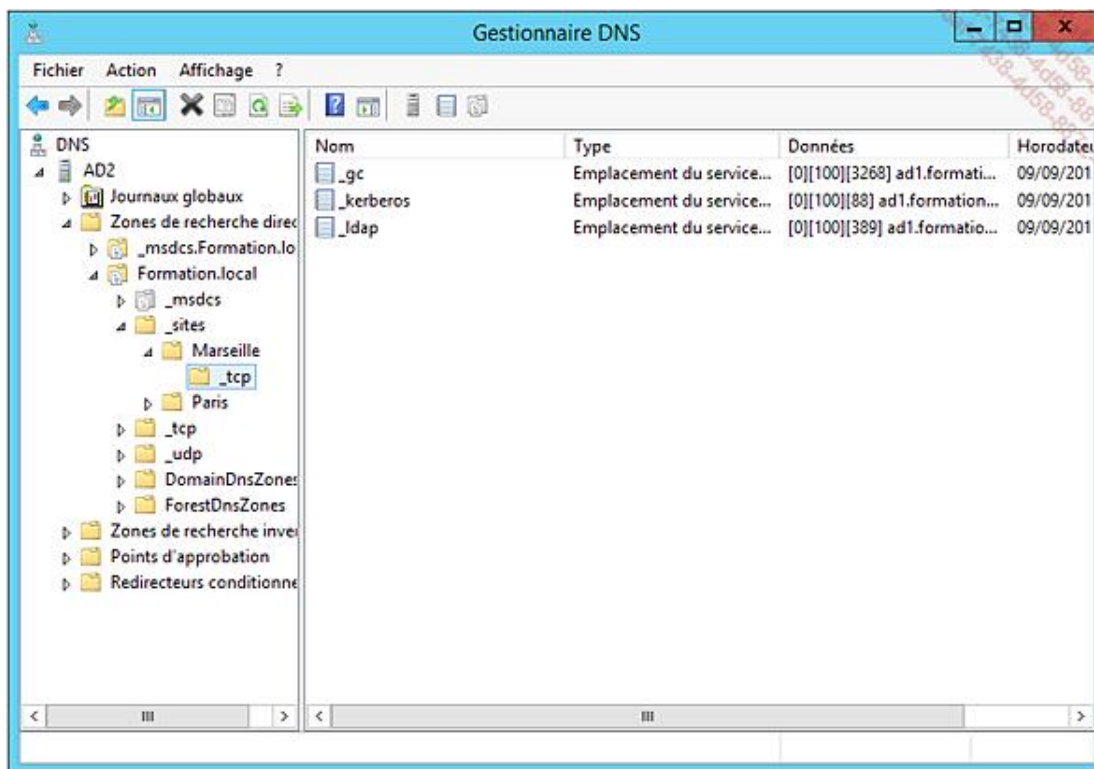 Gestionnaire DNS
Fichier Action Affichage ?
DNS
AD2
Journaux globaux
Zones de recherche direc
_msdcs.Formation.lo
Formation.local
_msdcs
_sites
Marseille
_tcp
Paris
_tcp
_udp
DomainDnsZones
ForestDnsZones
Zones de recherche inve
Points d'approbation
Redirecteurs conditionne
Nom Type Données Horodateu
_gc Emplacement du service... [0][100][3268] ad1.formati... 09/09/201
_kerberos Emplacement du service... [0][100][88] ad1.formation... 09/09/201
_ldap Emplacement du service... [0][100][389] ad1.formatio... 09/09/201